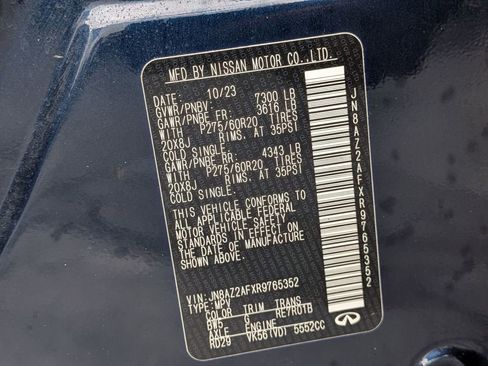 MFD BY NISSAN MOTOR CO.,LTD.
DATE: 10/23
GVWR/PNBV: 7300 LB
GAWR/PNBE FR: 3616 LB
WITH P275/60R20 TIRES
20X8J RIMS, AT 35PSI
COLD SINGLE.
GAWR/PNBE RR: 4343 LB
WITH P275/60R20 TIRES
20X8J RIMS, AT 35PSI
COLD SINGLE.
THIS VEHICLE CONFORMS TO
ALL APPLICABLE FEDERAL
MOTOR VEHICLE SAFETY
STANDARDS IN EFFECT ON
THE DATE OF MANUFACTURE
SHOWN ABOVE.
VIN: JN8AZ2AFXR9765352
TYPE: MPV
COLOR TRIM TRANS
BW5 G RE7R01B
AXLE ENGINE
RD29 VK56(VD) 5552CC
INFINITI
JN8AZ2AFXR9765352